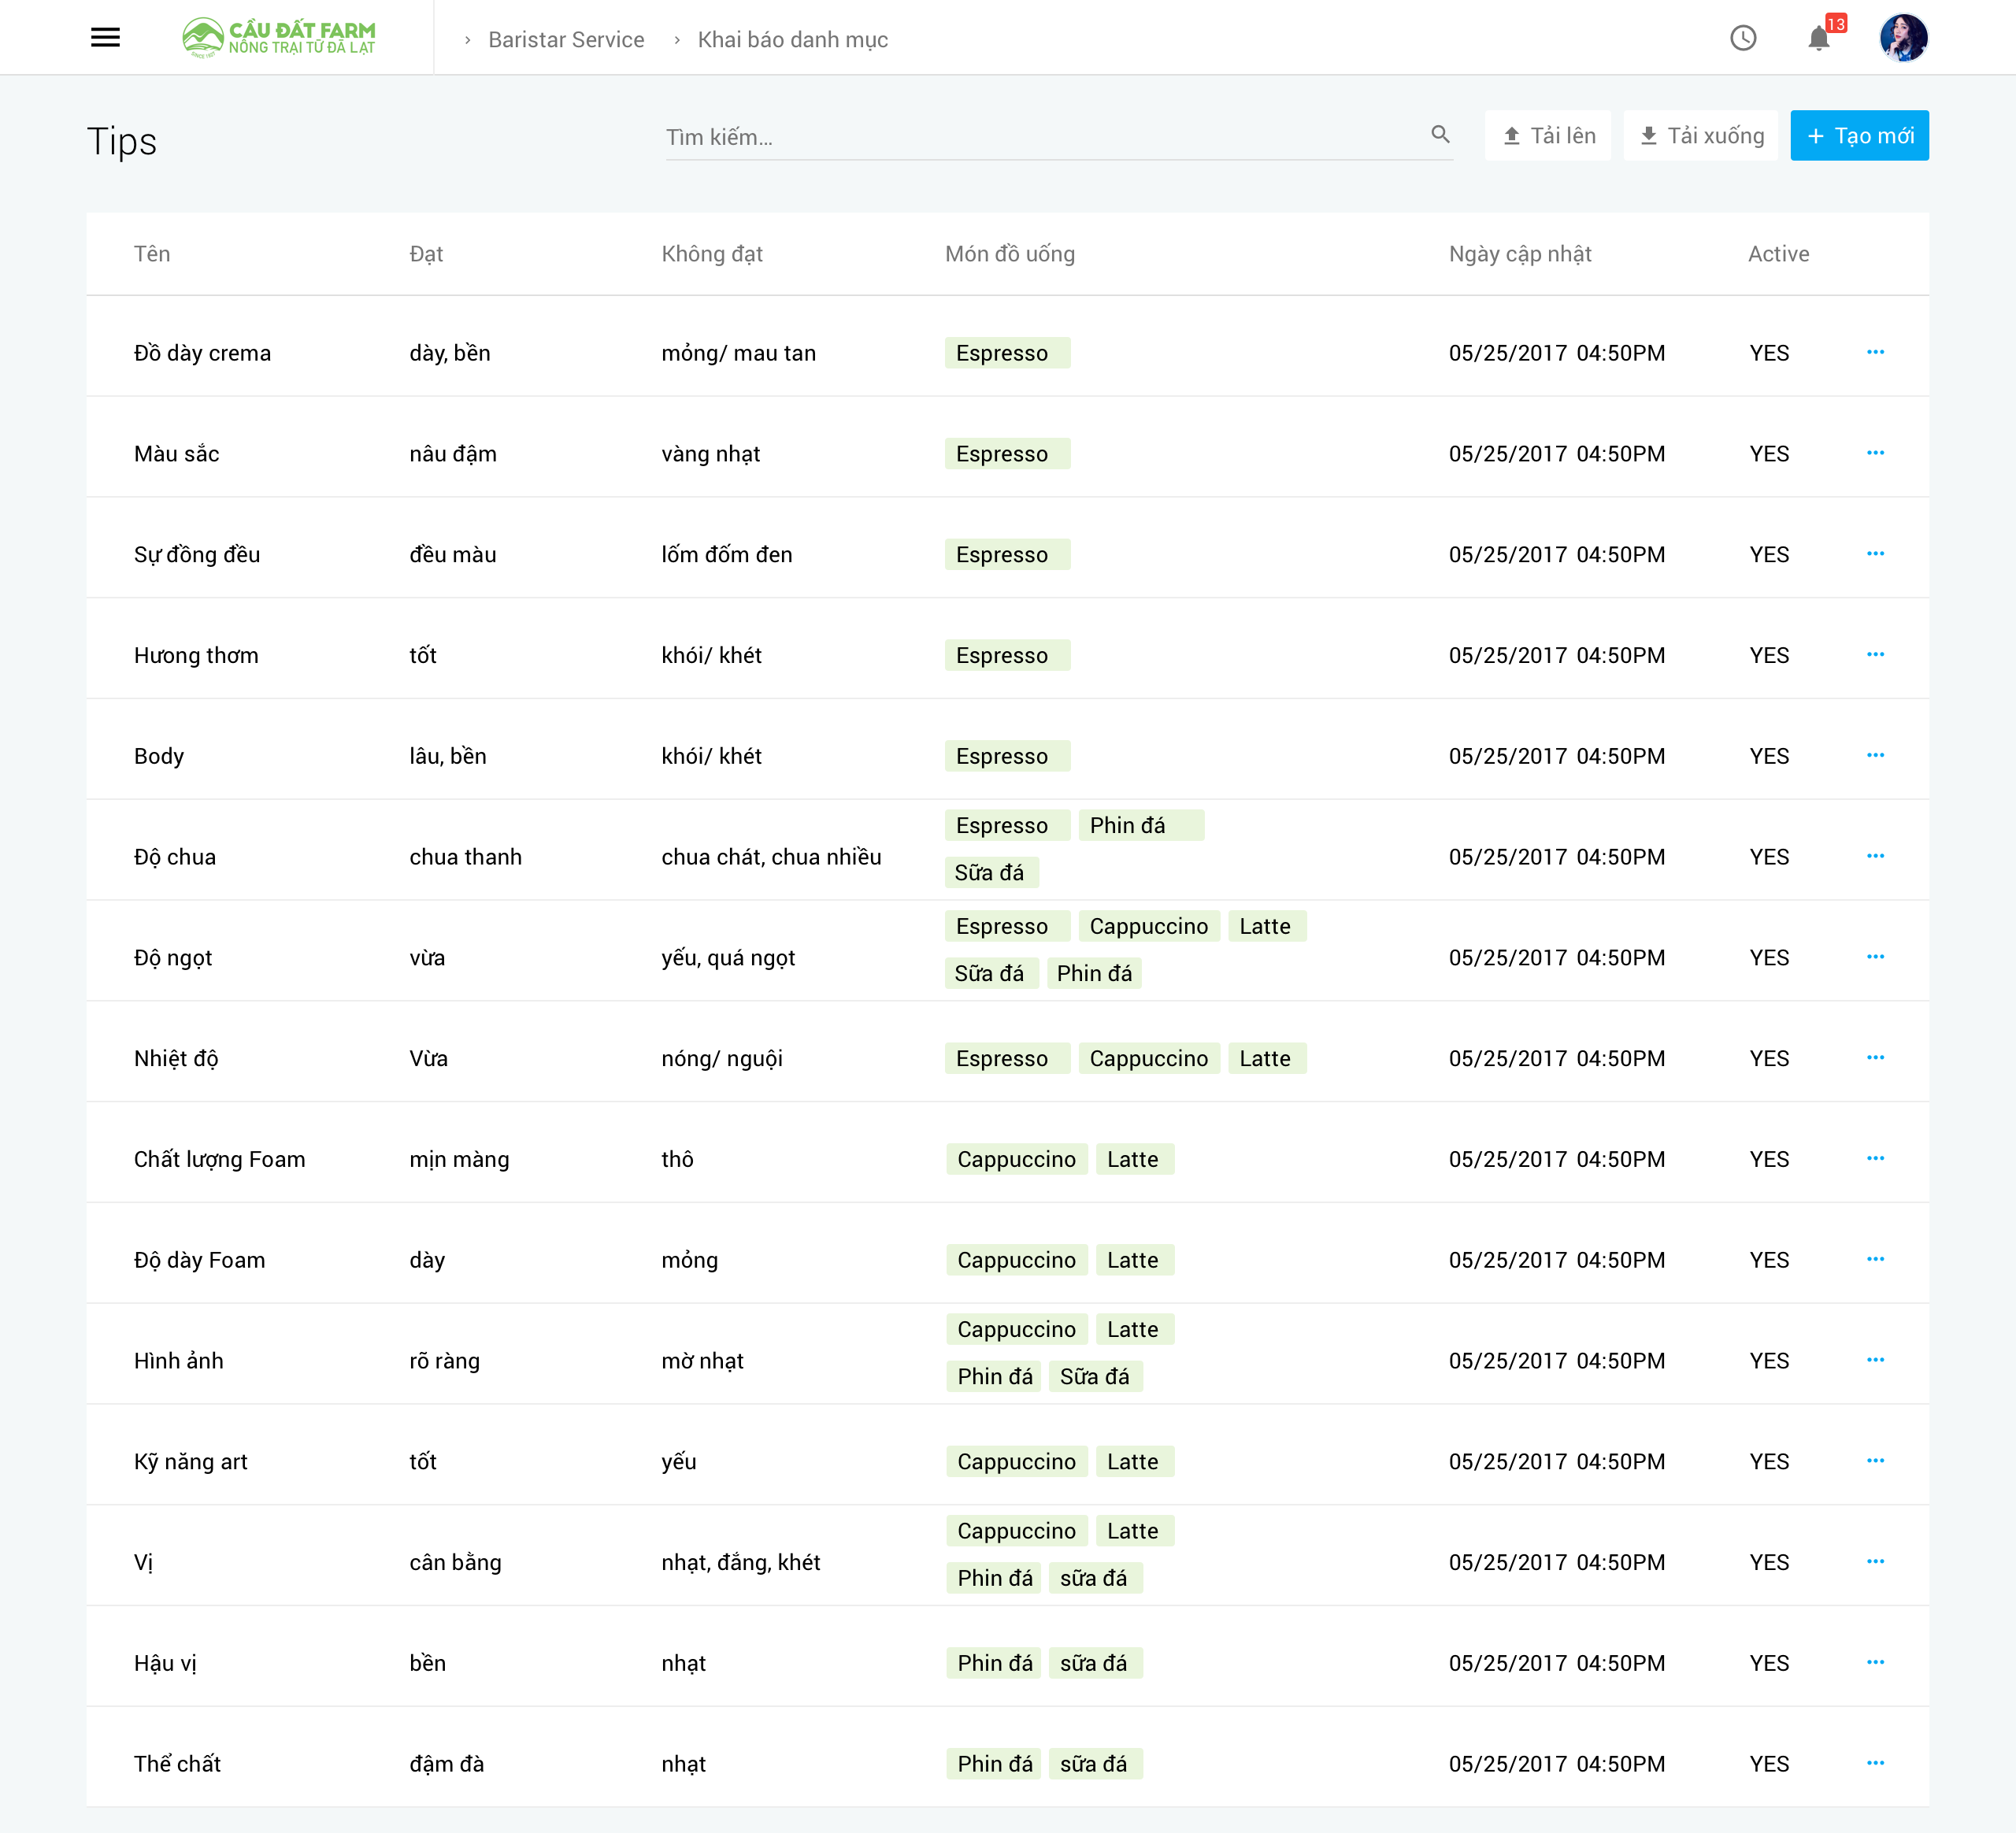 CẦU ĐẤT FARM
NÔNG TRẠI TỪ ĐÀ LẠT
› Baristar Service › Khai báo danh mục
13
Tips
Tìm kiếm...
Tải lên
Tải xuống
+ Tạo mới
Tên Đạt Không đạt Món đồ uống Ngày cập nhật Active
Đồ dày crema dày, bền mỏng/ mau tan Espresso 05/25/2017 04:50PM YES ...
Màu sắc nâu đậm vàng nhạt Espresso 05/25/2017 04:50PM YES ...
Sự đồng đều đều màu lốm đốm đen Espresso 05/25/2017 04:50PM YES ...
Hương thơm tốt khói/ khét Espresso 05/25/2017 04:50PM YES ...
Body lâu, bền khói/ khét Espresso 05/25/2017 04:50PM YES ...
Espresso Phin đá
Độ chua chua thanh chua chát, chua nhiều 05/25/2017 04:50PM YES ...
Sữa đá
Espresso Cappuccino Latte
Độ ngọt vừa yếu, quá ngọt 05/25/2017 04:50PM YES ...
Sữa đá Phin đá
Nhiệt độ Vừa nóng/ nguội Espresso Cappuccino Latte 05/25/2017 04:50PM YES ...
Chất lượng Foam mịn màng thô Cappuccino Latte 05/25/2017 04:50PM YES ...
Độ dày Foam dày mỏng Cappuccino Latte 05/25/2017 04:50PM YES ...
Cappuccino Latte
Hình ảnh rõ ràng mờ nhạt 05/25/2017 04:50PM YES ...
Phin đá Sữa đá
Kỹ năng art tốt yếu Cappuccino Latte 05/25/2017 04:50PM YES ...
Cappuccino Latte
Vị cân bằng nhạt, đắng, khét 05/25/2017 04:50PM YES ...
Phin đá sữa đá
Hậu vị bền nhạt Phin đá sữa đá 05/25/2017 04:50PM YES ...
Thể chất đậm đà nhạt Phin đá sữa đá 05/25/2017 04:50PM YES ...